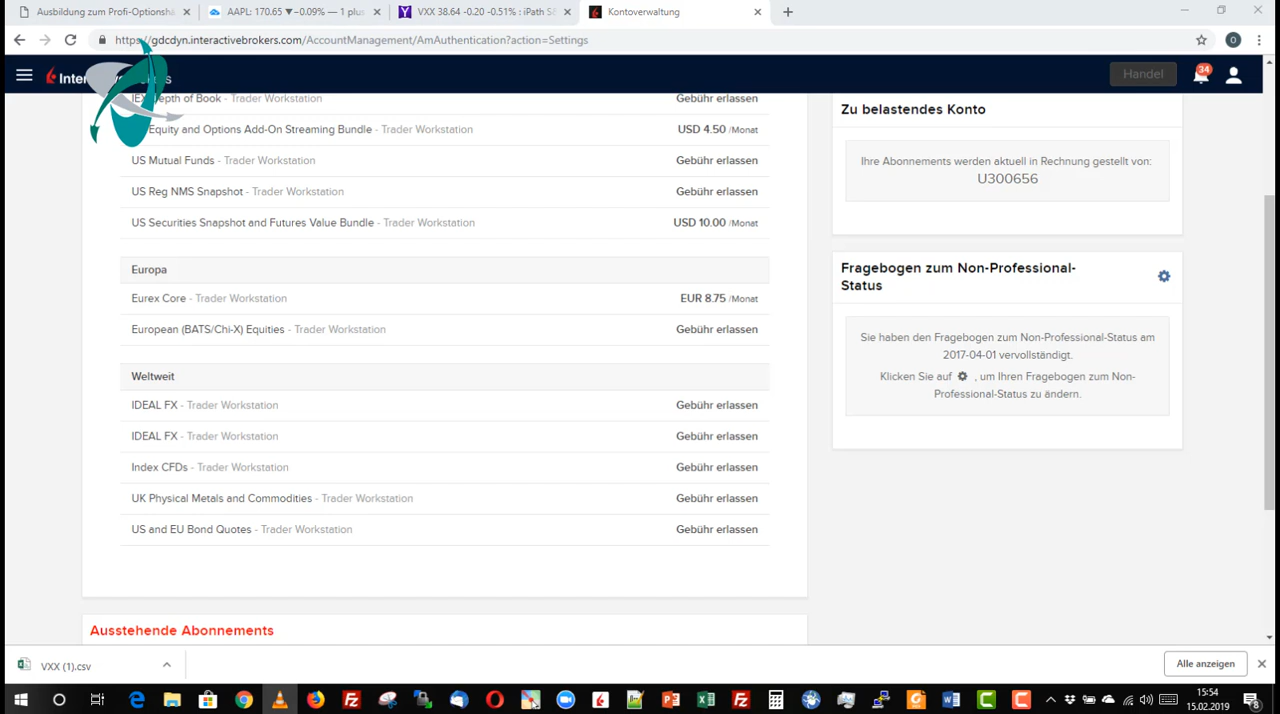 Ausbildung zum Profi-Optionshä
AAPL: 170.65 ▼−0.09% — 1 plus
VXX 38.64 -0.20 -0.51% : iPath S&
Kontoverwaltung
https://gdcdyn.interactivebrokers.com/AccountManagement/AmAuthentication?action=Settings
Handel
34
IEX Depth of Book - Trader Workstation Gebühr erlassen
Equity and Options Add-On Streaming Bundle - Trader Workstation USD 4.50 /Monat
US Mutual Funds - Trader Workstation Gebühr erlassen
US Reg NMS Snapshot - Trader Workstation Gebühr erlassen
US Securities Snapshot and Futures Value Bundle - Trader Workstation USD 10.00 /Monat
Europa
Eurex Core - Trader Workstation EUR 8.75 /Monat
European (BATS/Chi-X) Equities - Trader Workstation Gebühr erlassen
Weltweit
IDEAL FX - Trader Workstation Gebühr erlassen
IDEAL FX - Trader Workstation Gebühr erlassen
Index CFDs - Trader Workstation Gebühr erlassen
UK Physical Metals and Commodities - Trader Workstation Gebühr erlassen
US and EU Bond Quotes - Trader Workstation Gebühr erlassen
Ausstehende Abonnements
Zu belastendes Konto
Ihre Abonnements werden aktuell in Rechnung gestellt von:
U300656
Fragebogen zum Non-Professional-
Status
Sie haben den Fragebogen zum Non-Professional-Status am
2017-04-01 vervollständigt.
Klicken Sie auf , um Ihren Fragebogen zum Non-
Professional-Status zu ändern.
VXX (1).csv
Alle anzeigen
15:54
15.02.2019
8